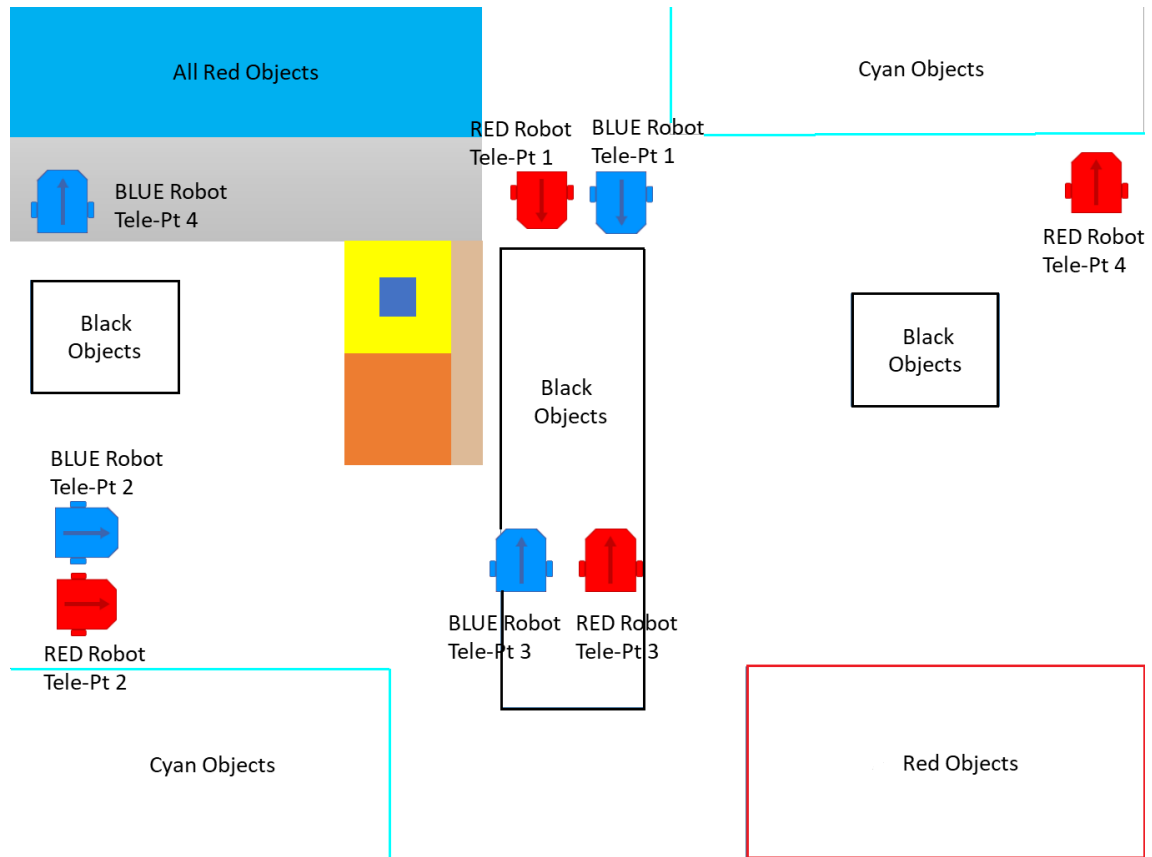 All Red Objects
Cyan Objects
RED Robot
Tele-Pt 1
BLUE Robot
Tele-Pt 1
BLUE Robot
Tele-Pt 4
RED Robot
Tele-Pt 4
Black
Objects
Black
Objects
Black
Objects
BLUE Robot
Tele-Pt 2
RED Robot
Tele-Pt 2
BLUE Robot
Tele-Pt 3
RED Robot
Tele-Pt 3
Cyan Objects
Red Objects